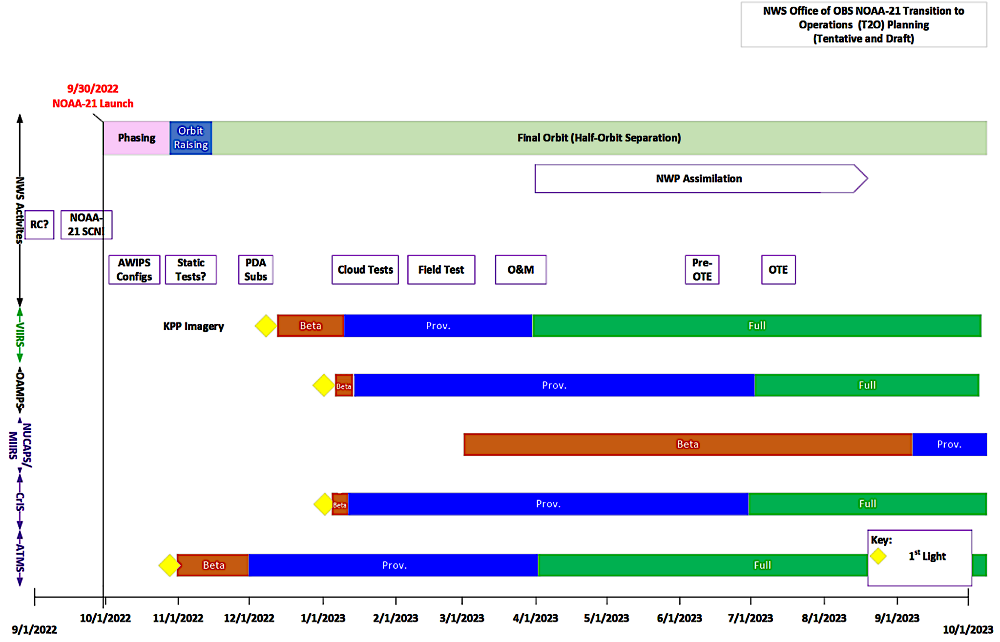 NWS Office of OBS NOAA-21 Transition to
Operations (T2O) Planning
(Tentative and Draft)
9/30/2022
NOAA-21 Launch
Phasing
Orbit
Raising
Final Orbit (Half-Orbit Separation)
NWP Assimilation
NWS Activites
RC?
NOAA-
21 SCN!
AWIPS
Configs
Static
Tests?
PDA
Subs
Cloud Tests
Field Test
O&M
Pre-
OTE
OTE
VIIRS
KPP Imagery
Beta
Prov.
Full
OAMPS
Beta
Prov.
Full
NUCAPS/
MIIRS
Beta
Prov.
CrIS
Beta
Prov.
Full
ATMS
Beta
Prov.
Full
Key:
1st Light
9/1/2022
10/1/2022
11/1/2022
12/1/2022
1/1/2023
2/1/2023
3/1/2023
4/1/2023
5/1/2023
6/1/2023
7/1/2023
8/1/2023
9/1/2023
10/1/2023